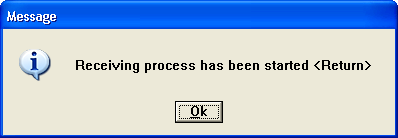 Message
Receiving process has been started <Return>
Ok